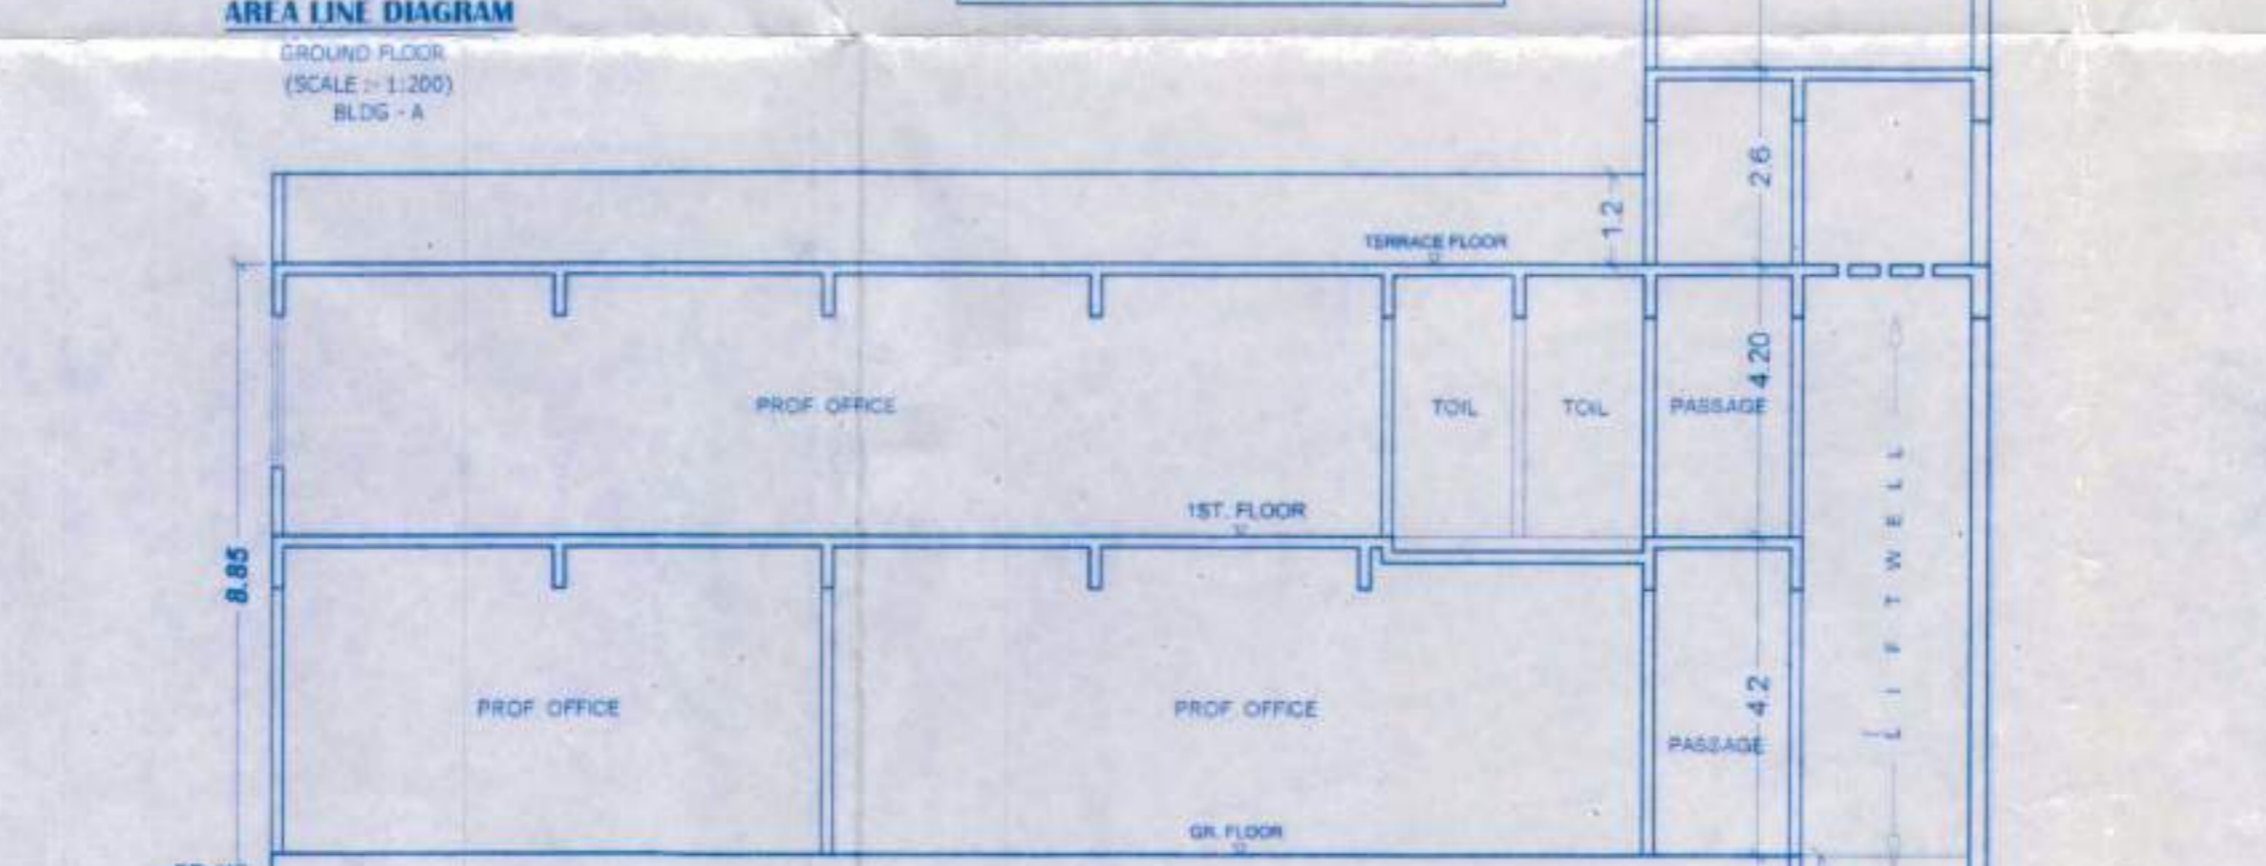 AREA LINE DIAGRAM
GROUND FLOOR
(SCALE :- 1:200)
BLDG - A
2.6
1.2
TERRACE FLOOR
4.20
PROF. OFFICE
TOIL
TOIL
PASSAGE
1ST. FLOOR
8.85
LIFT WELL
PROF. OFFICE
PROF. OFFICE
4.2
PASSAGE
GR. FLOOR